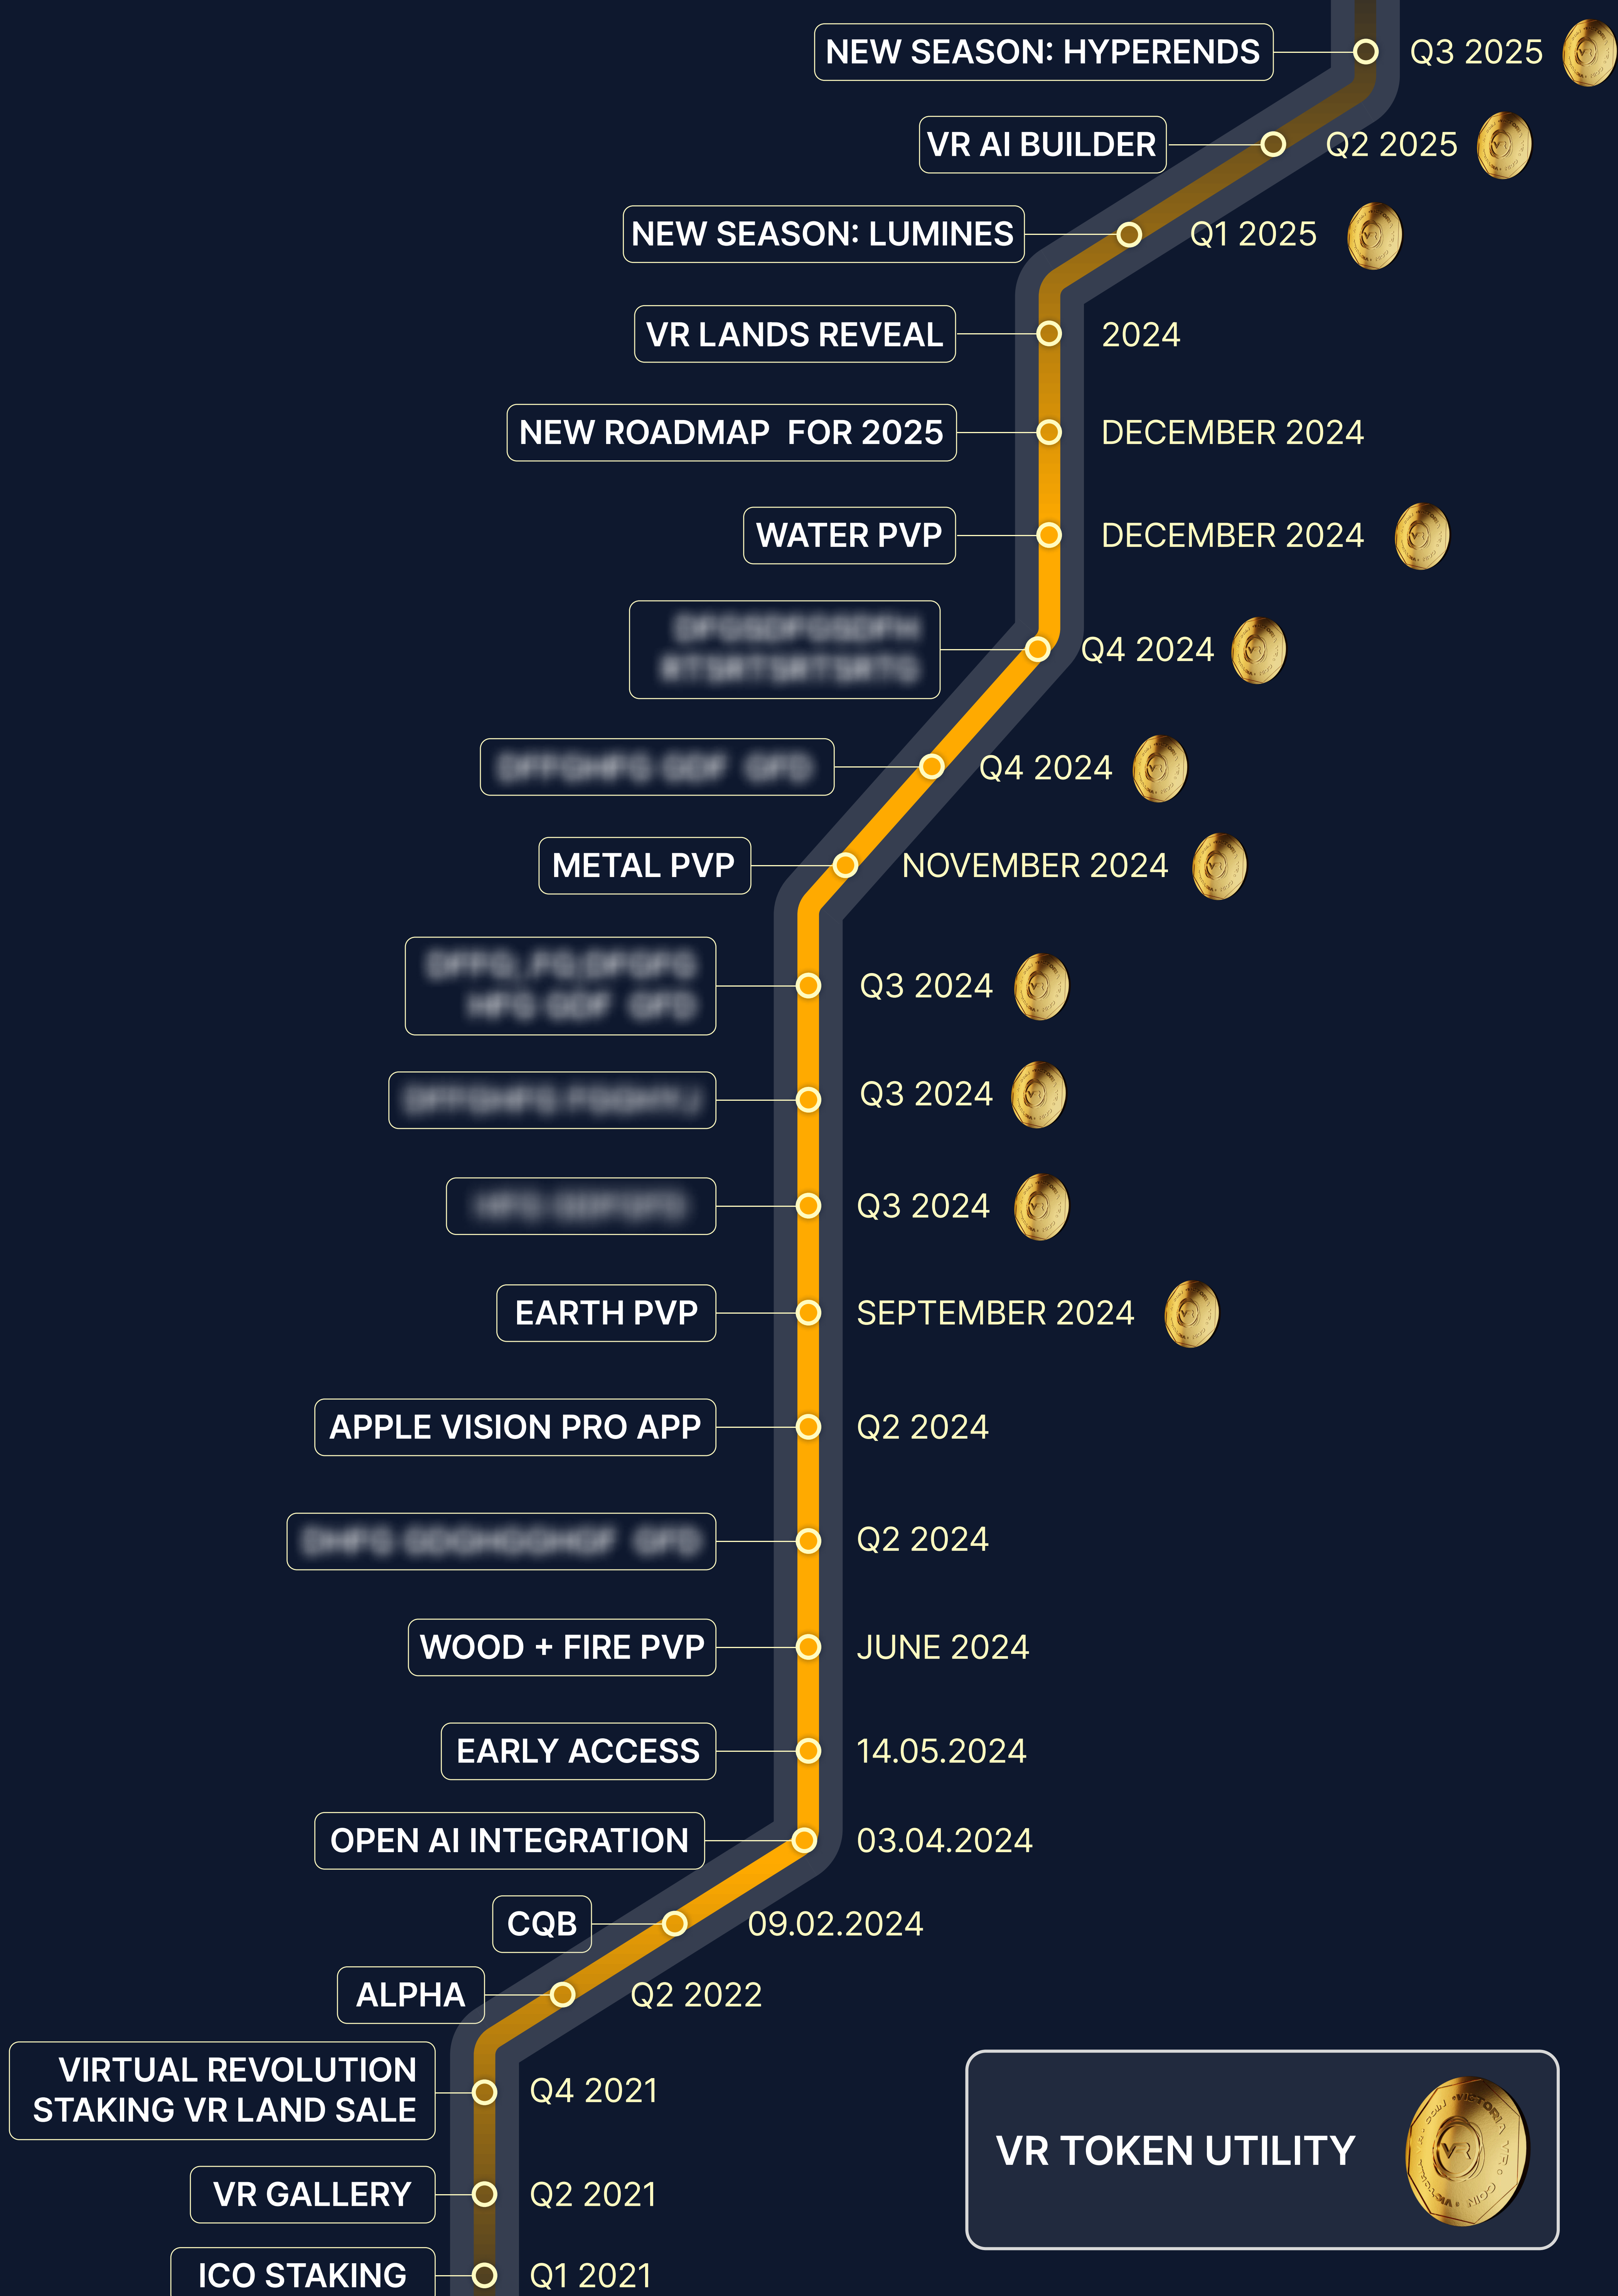 NEW SEASON: HYPERENDS Q3 2025
VR AI BUILDER Q2 2025
NEW SEASON: LUMINES Q1 2025
VR LANDS REVEAL 2024
NEW ROADMAP FOR 2025 DECEMBER 2024
WATER PVP DECEMBER 2024
Q4 2024
Q4 2024
METAL PVP NOVEMBER 2024
Q3 2024
Q3 2024
Q3 2024
EARTH PVP SEPTEMBER 2024
APPLE VISION PRO APP Q2 2024
Q2 2024
WOOD + FIRE PVP JUNE 2024
EARLY ACCESS 14.05.2024
OPEN AI INTEGRATION 03.04.2024
CQB 09.02.2024
ALPHA Q2 2022
VIRTUAL REVOLUTION
STAKING VR LAND SALE Q4 2021
VR GALLERY Q2 2021
ICO STAKING Q1 2021
VR TOKEN UTILITY
VR